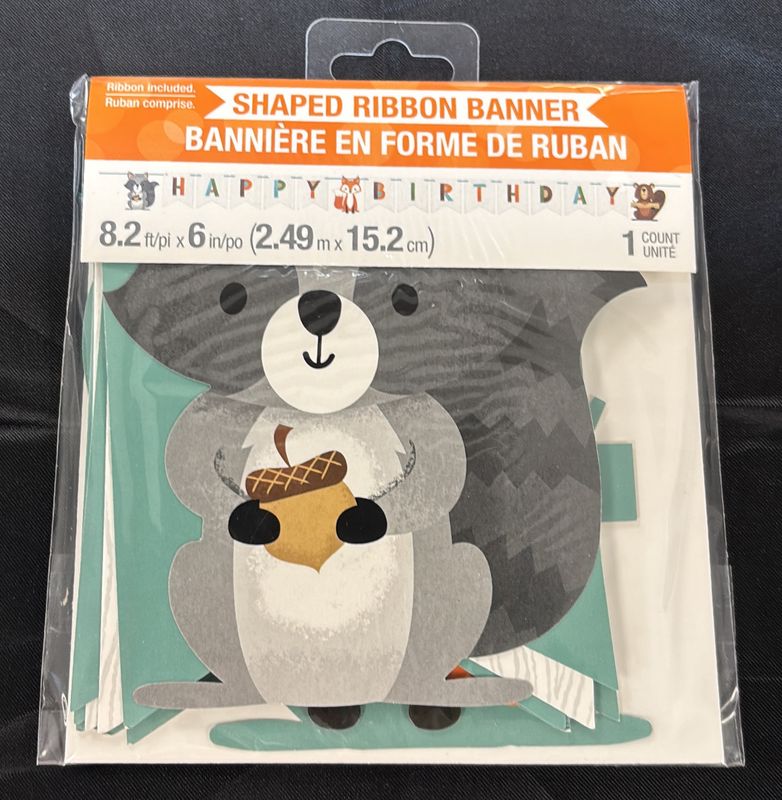 Ribbon included.
Ruban comprise.
SHAPED RIBBON BANNER
BANNIÈRE EN FORME DE RUBAN
HAPPY BIRTHDAY
8.2 ft/pi x 6 in/po (2.49 m x 15.2 cm)
1 COUNT
UNITÉ